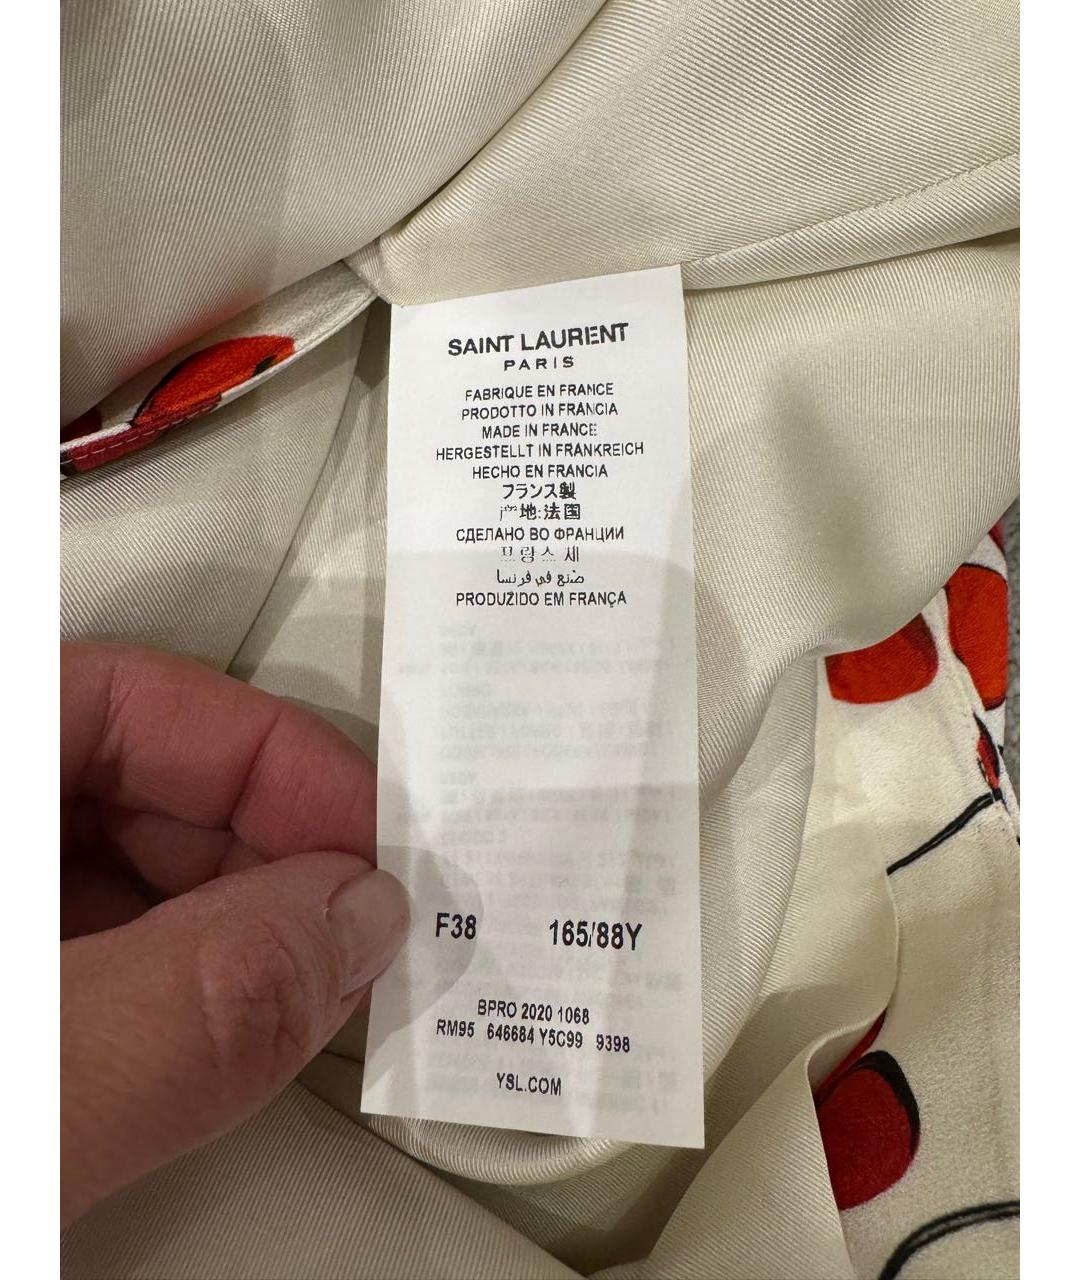 SAINT LAURENT
PARIS
FABRIQUE EN FRANCE
PRODOTTO IN FRANCIA
MADE IN FRANCE
HERGESTELLT IN FRANKREICH
HECHO EN FRANCIA
フランス製
产地:法国
СДЕЛАНО ВО ФРАНЦИИ
프랑스 제
صنع في فرنسا
PRODUZIDO EM FRANÇA
F38 165/88Y
BPRO 2020 1068
RM95 646684 Y5C99 9398
YSL.COM